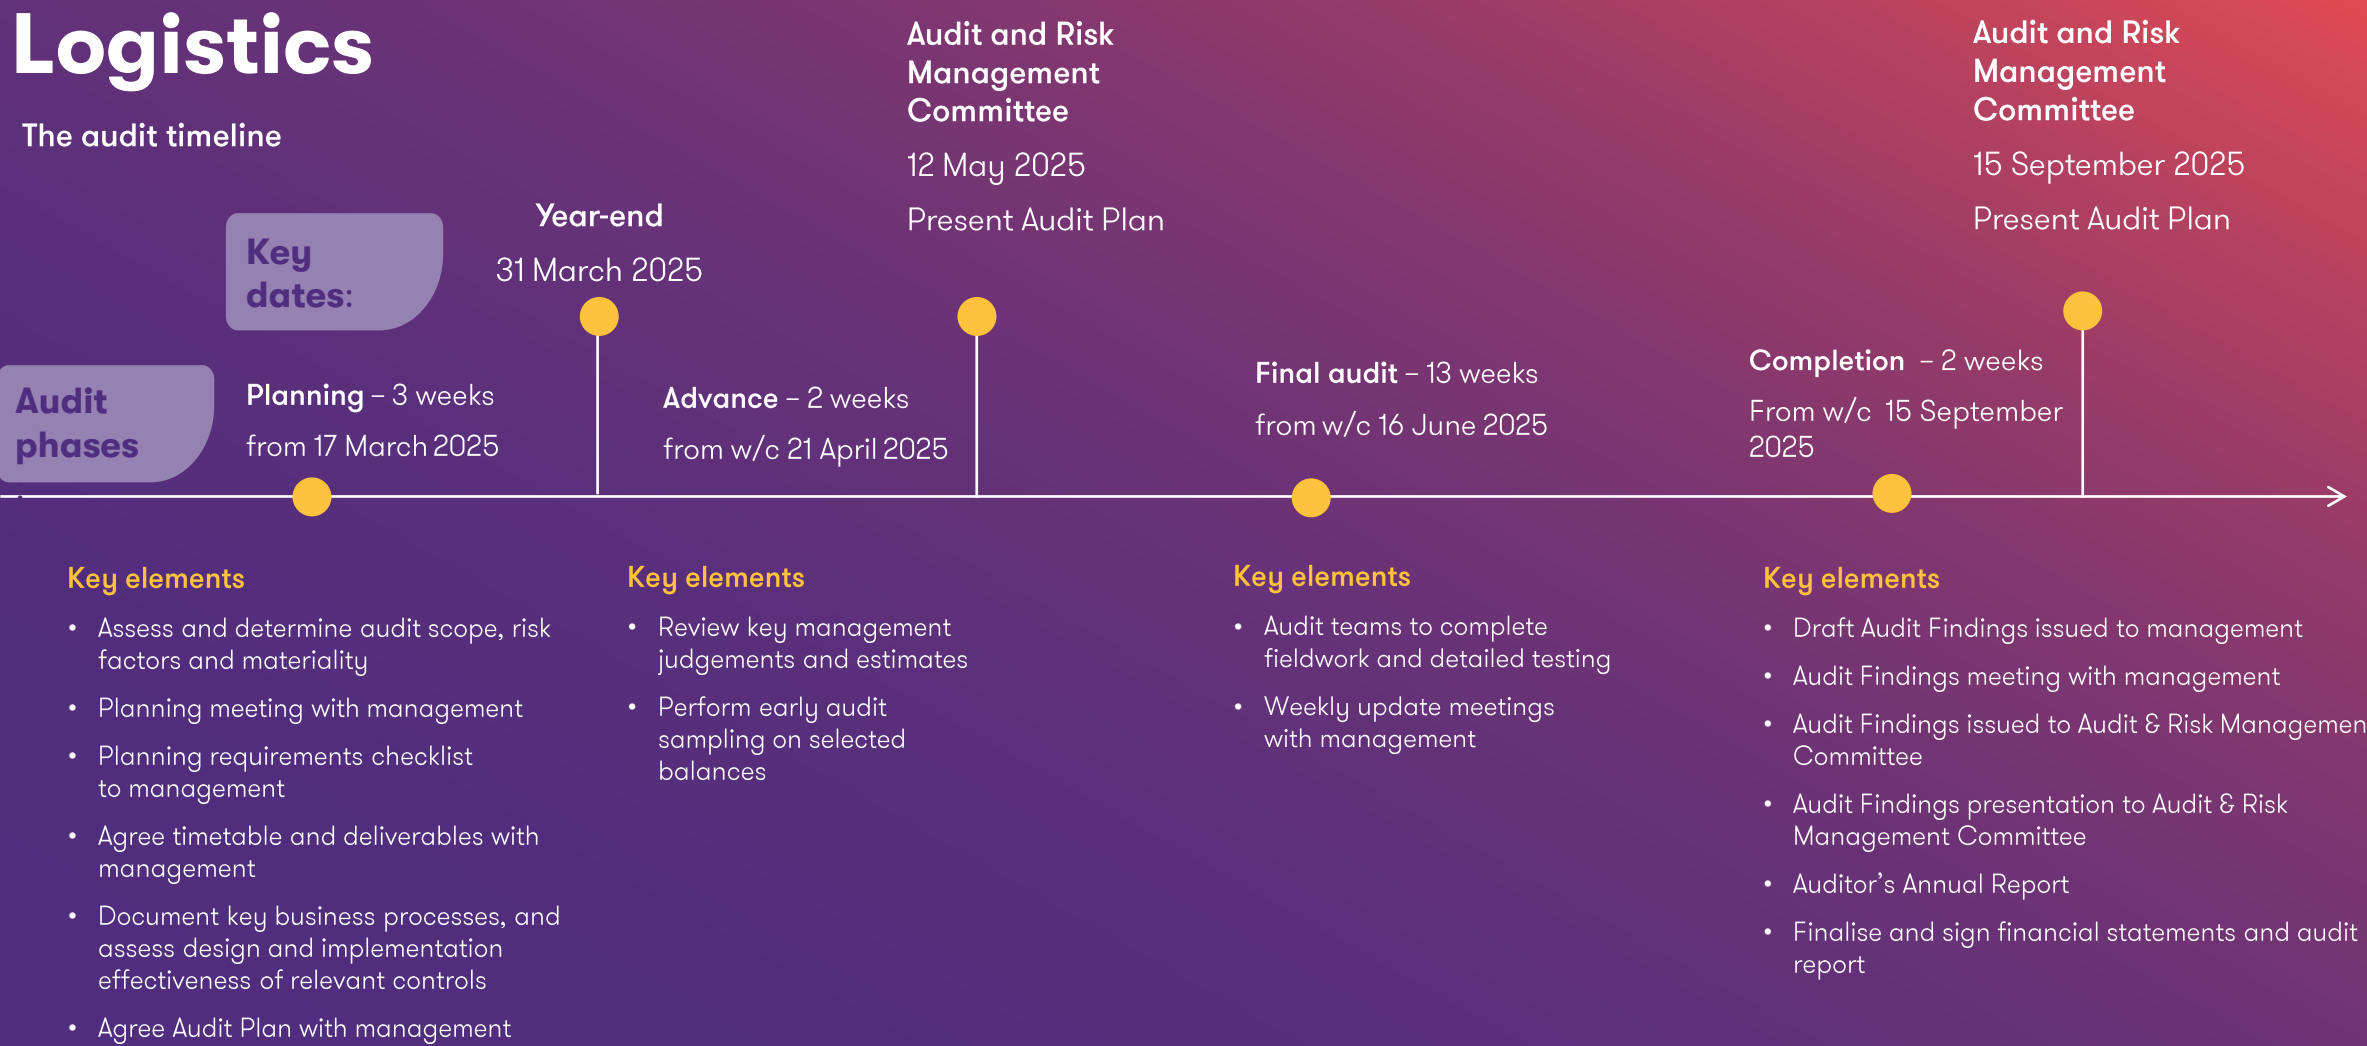 Logistics
The audit timeline
Key
dates:
Year-end
31 March 2025
Audit and Risk
Management
Committee
12 May 2025
Present Audit Plan
Audit and Risk
Management
Committee
15 September 2025
Present Audit Plan
Audit
phases
:
Planning – 3 weeks
from 17 March 2025
Advance – 2 weeks
from w/c 21 April 2025
Final audit – 13 weeks
from w/c 16 June 2025
Completion – 2 weeks
From w/c 15 September
2025
Key elements
• Assess and determine audit scope, risk
factors and materiality
• Planning meeting with management
• Planning requirements checklist
to management
• Agree timetable and deliverables with
management
• Document key business processes, and
assess design and implementation
effectiveness of relevant controls
• Agree Audit Plan with management
Key elements
• Review key management
judgements and estimates
• Perform early audit
sampling on selected
balances
Key elements
• Audit teams to complete
fieldwork and detailed testing
• Weekly update meetings
with management
Key elements
• Draft Audit Findings issued to management
• Audit Findings meeting with management
• Audit Findings issued to Audit & Risk Managemen
Committee
• Audit Findings presentation to Audit & Risk
Management Committee
• Auditor’s Annual Report
• Finalise and sign financial statements and audit
report